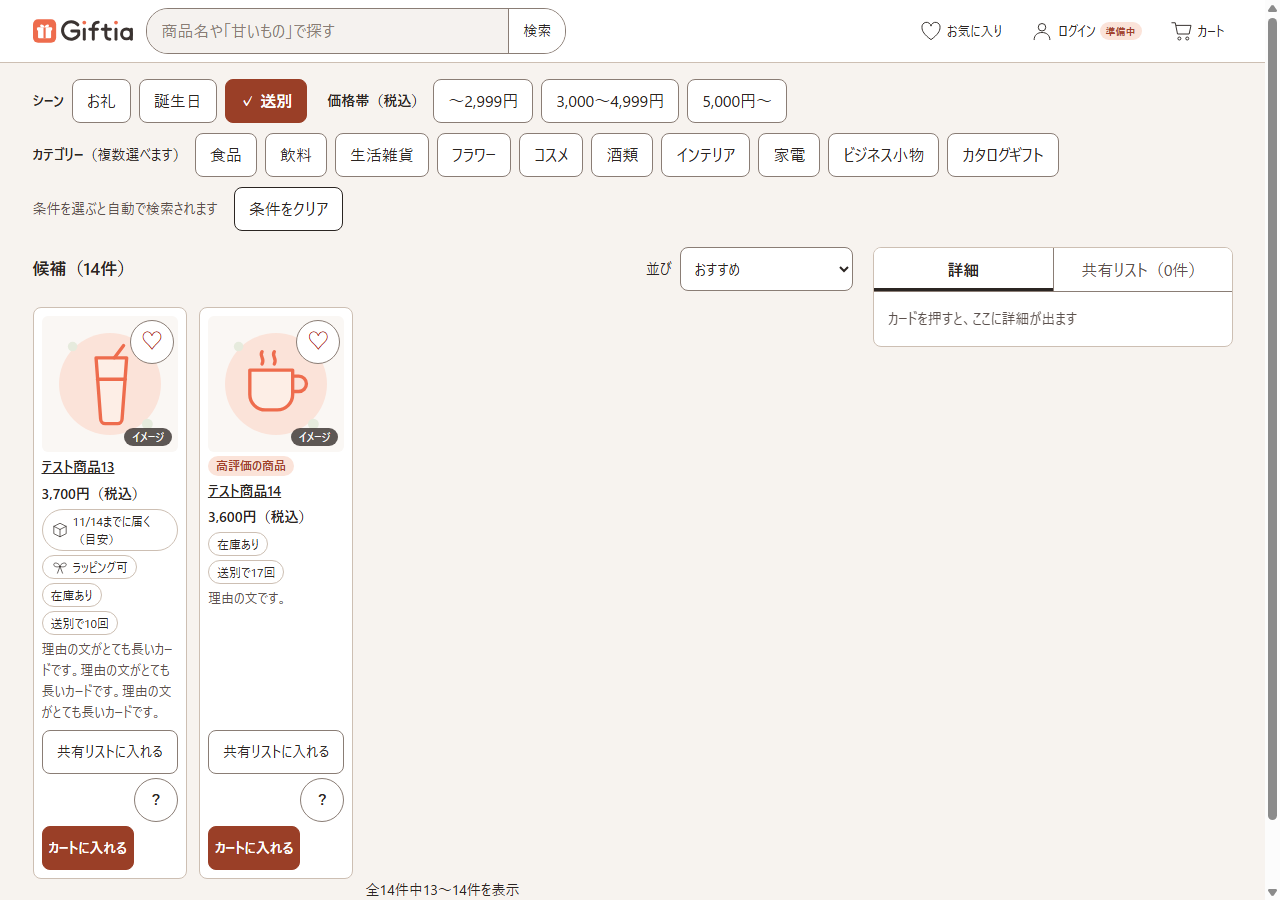 Giftia
商品名や「甘いもの」で探す
検索
お気に入り
ログイン
準備中
カート
シーン
お礼
誕生日
✓ 送別
価格帯（税込）
～2,999円
3,000～4,999円
5,000円～
カテゴリー（複数選べます）
食品
飲料
生活雑貨
フラワー
コスメ
酒類
インテリア
家電
ビジネス小物
カタログギフト
条件を選ぶと自動で検索されます
条件をクリア
候補（14件）
並び
おすすめ
詳細
共有リスト（0件）
カードを押すと、ここに詳細が出ます
イメージ
テスト商品13
3,700円（税込）
11/14までに届く
（目安）
ラッピング可
在庫あり
送別で10回
理由の文がとても長いカー
ドです。理由の文がとても
長いカードです。理由の文
がとても長いカードです。
共有リストに入れる
?
カートに入れる
イメージ
高評価の商品
テスト商品14
3,600円（税込）
在庫あり
送別で17回
理由の文です。
共有リストに入れる
?
カートに入れる
全14件中13～14件を表示